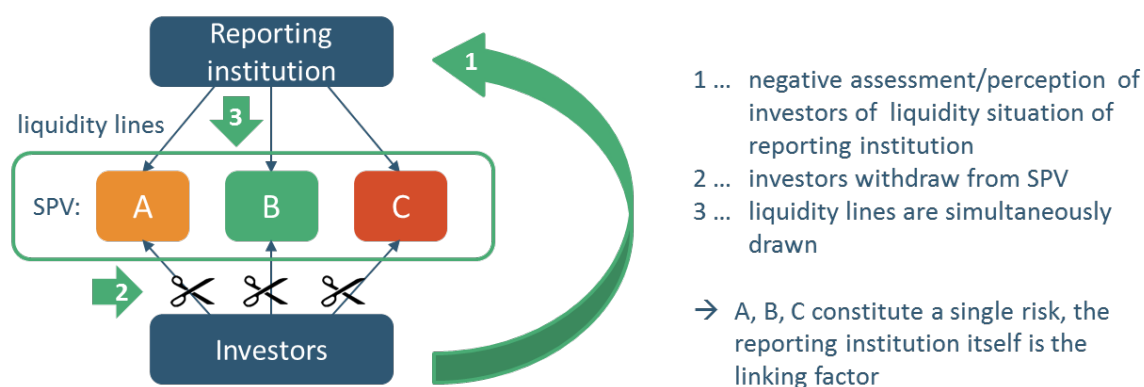 Reporting
institution
1
liquidity lines
3
SPV:
A
B
C
2
Investors
1 ... negative assessment/perception of
investors of liquidity situation of
reporting institution
2 ... investors withdraw from SPV
3 ... liquidity lines are simultaneously
drawn
→ A, B, C constitute a single risk, the
reporting institution itself is the
linking factor